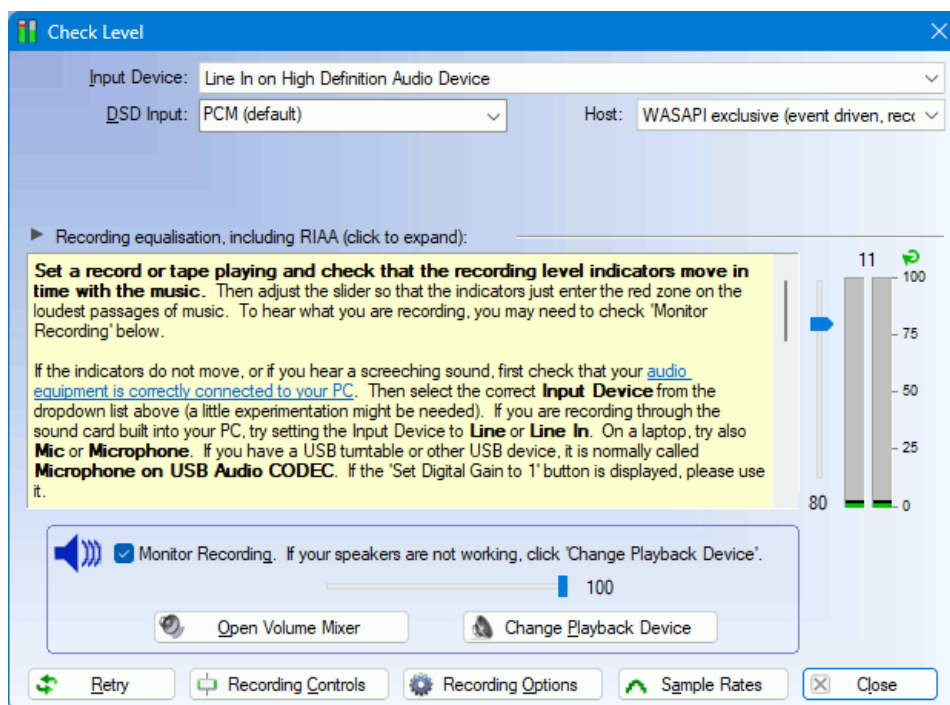 Check Level
Input Device: Line In on High Definition Audio Device
DSD Input: PCM (default) Host: WASAPI exclusive (event driven, rec
Recording equalisation, including RIAA (click to expand):
Set a record or tape playing and check that the recording level indicators move in
time with the music. Then adjust the slider so that the indicators just enter the red zone on the
loudest passages of music. To hear what you are recording, you may need to check 'Monitor
Recording' below.
If the indicators do not move, or if you hear a screeching sound, first check that your audio
equipment is correctly connected to your PC. Then select the correct Input Device from the
dropdown list above (a little experimentation might be needed). If you are recording through the
sound card built into your PC, try setting the Input Device to Line or Line In. On a laptop, try also
Mic or Microphone. If you have a USB turntable or other USB device, it is normally called
Microphone on USB Audio CODEC. If the 'Set Digital Gain to 1' button is displayed, please use
it.
11
100
75
50
25
80 0
Monitor Recording. If your speakers are not working, click 'Change Playback Device'.
100
Open Volume Mixer Change Playback Device
Retry Recording Controls Recording Options Sample Rates Close